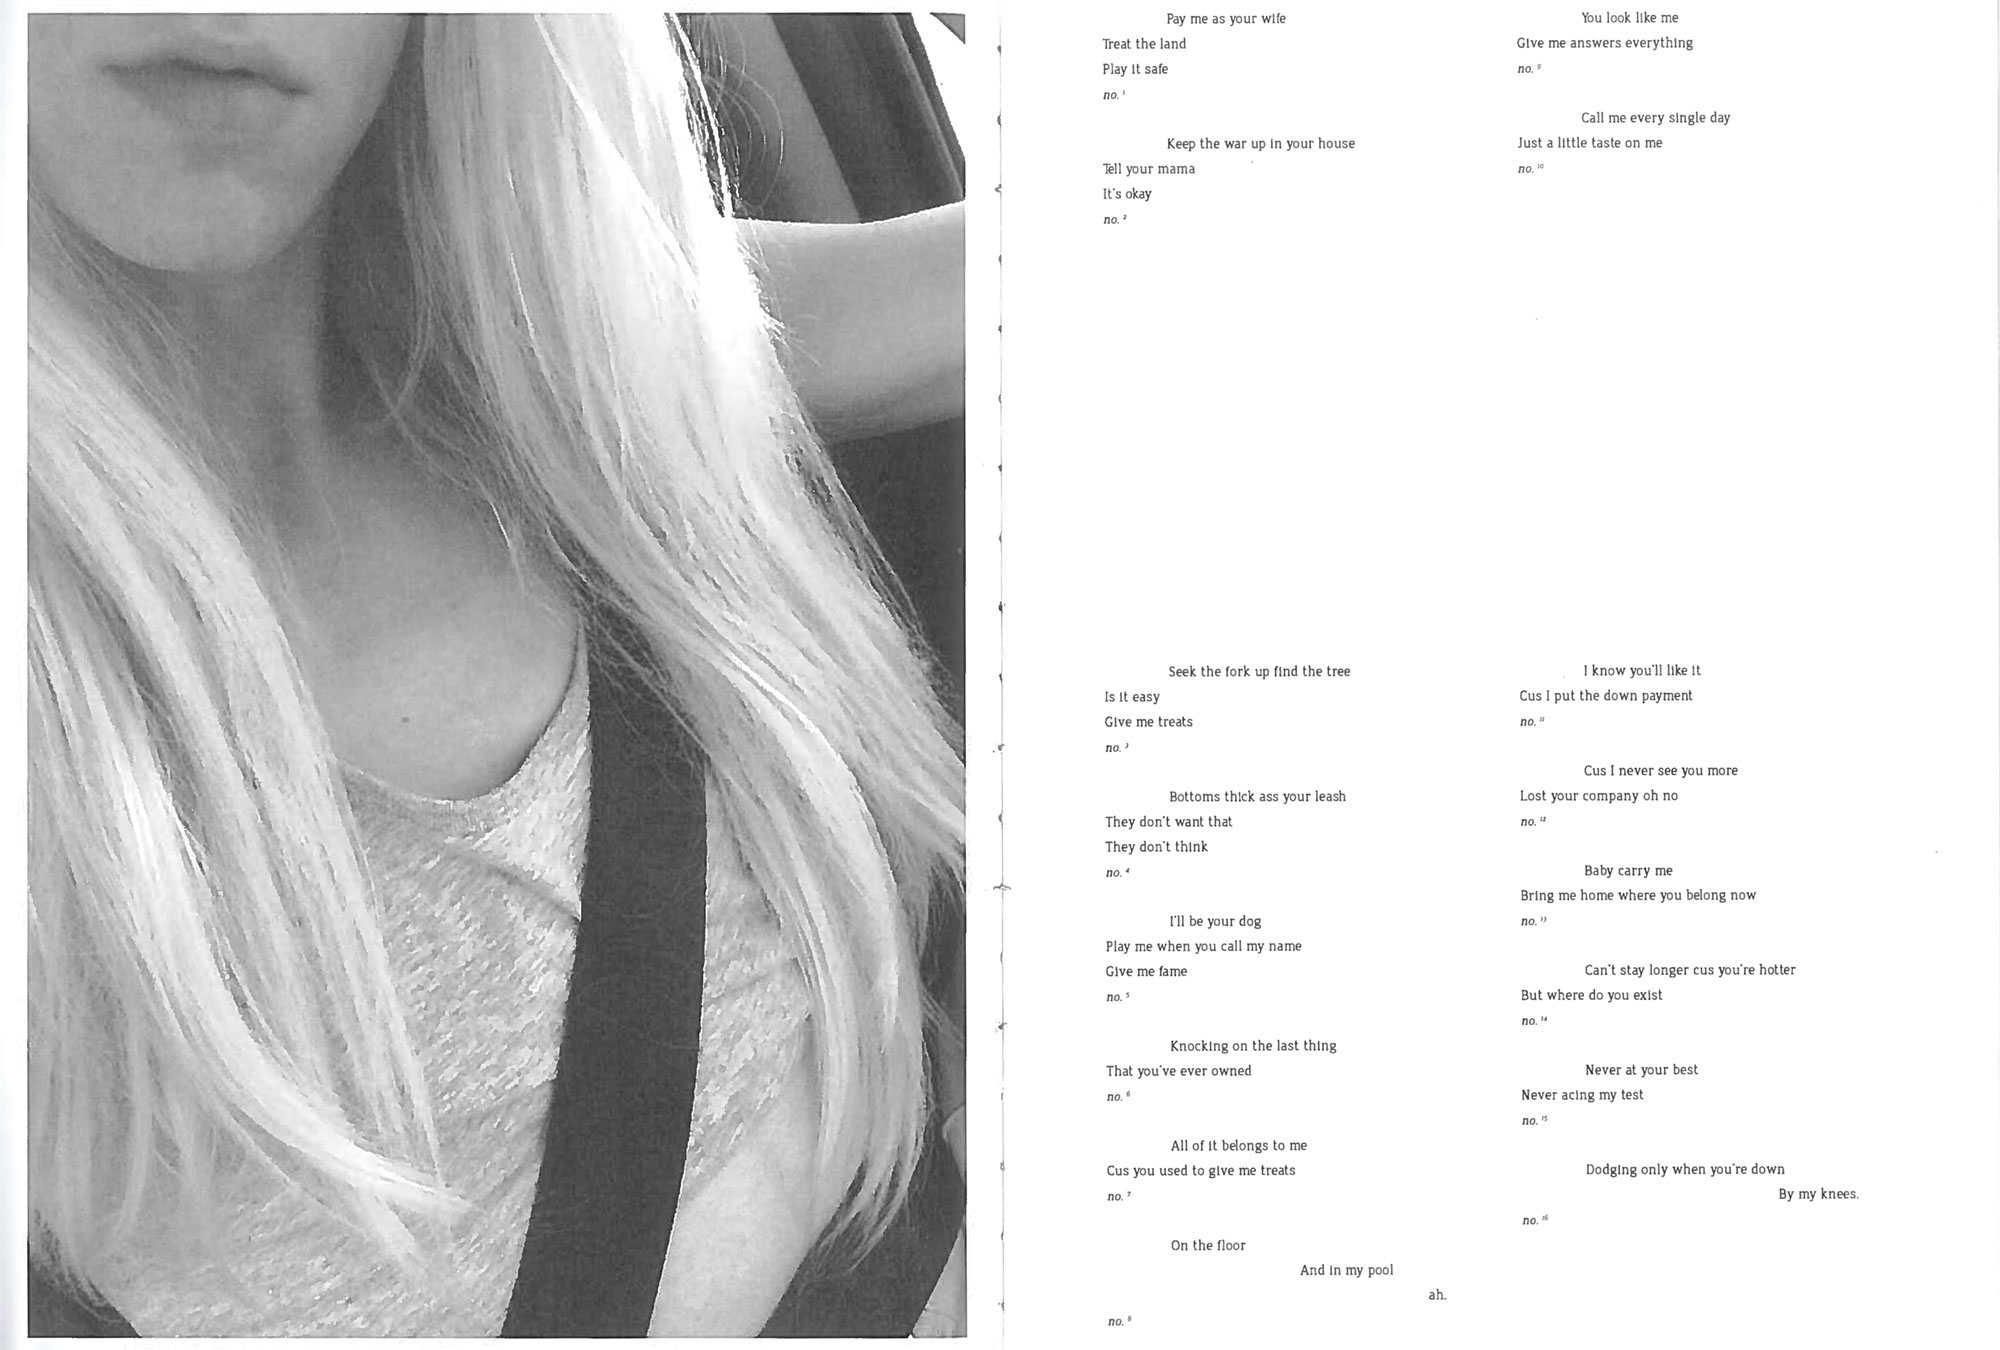 Pay me as your wife
Treat the land
Play it safe
no. 1
Keep the war up in your house
Tell your mama
It's okay
no. 2
Seek the fork up find the tree
Is it easy
Give me treats
no. 3
Bottoms thick ass your leash
They don't want that
They don't think
no. 4
I'll be your dog
Play me when you call my name
Give me fame
no. 5
Knocking on the last thing
That you've ever owned
no. 6
All of it belongs to me
Cus you used to give me treats
no. 7
On the floor
And in my pool
ah.
no. 8
You look like me
Give me answers everything
no. 9
Call me every single day
Just a little taste on me
no. 10
I know you'll like it
Cus I put the down payment
no. 11
Cus I never see you more
Lost your company oh no
no. 12
Baby carry me
Bring me home where you belong now
no. 13
Can't stay longer cus you're hotter
But where do you exist
no. 14
Never at your best
Never acing my test
no. 15
Dodging only when you're down
By my knees.
no. 16